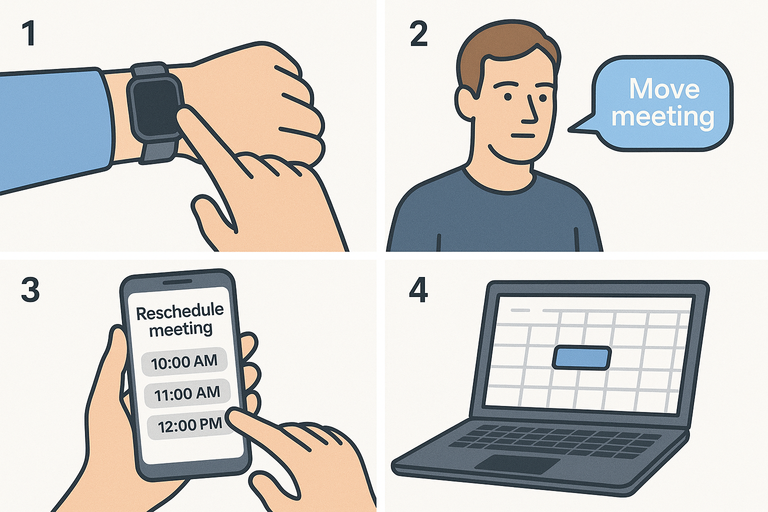 1
2
Move
meeting
3
Reschedule
meeting
10:00 AM
11:00 AM
12:00 PM
4